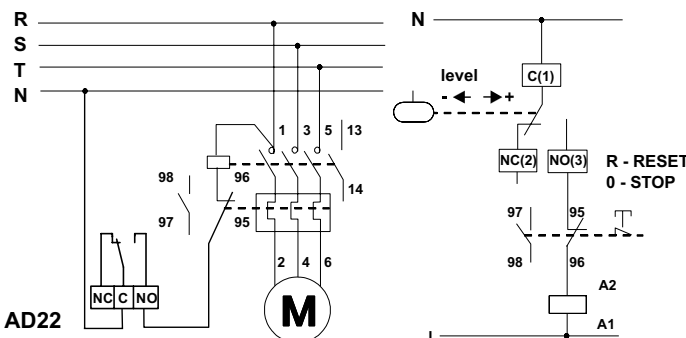 R
S
T
N
1 3 5 13
14
98
97
96
95
2 4 6
M
NC C NO
AD22
N
C(1)
level
- +
NC(2) NO(3)
R - RESET
0 - STOP
97 95
98 96
A2
A1